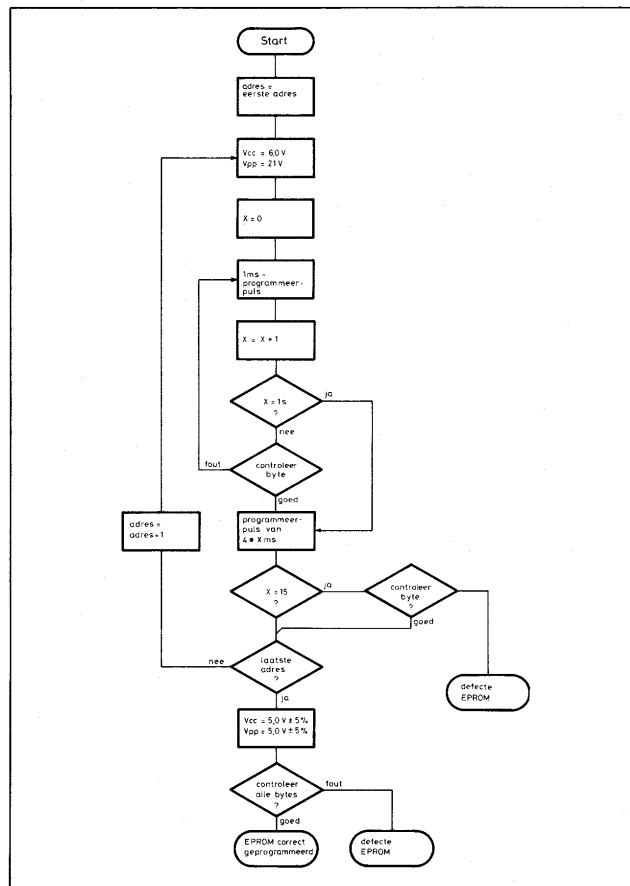 Start
adres =
eerste adres
Vcc = 6,0 V
Vpp = 21 V
X = 0
1ms -
programmeer-
puls
X = X + 1
X = 1s
?
ja
nee
fout
controleer
byte
goed
adres =
adres+1
programmeer-
puls van
4 * X ms
X = 15
?
ja
controleer
byte
?
goed
nee
laatste
adres
?
ja
defecte
EPROM
Vcc = 5,0 V ± 5%
Vpp = 5,0 V ± 5%
controleer
alle bytes
?
fout
goed
EPROM correct
geprogrammeerd
defecte
EPROM